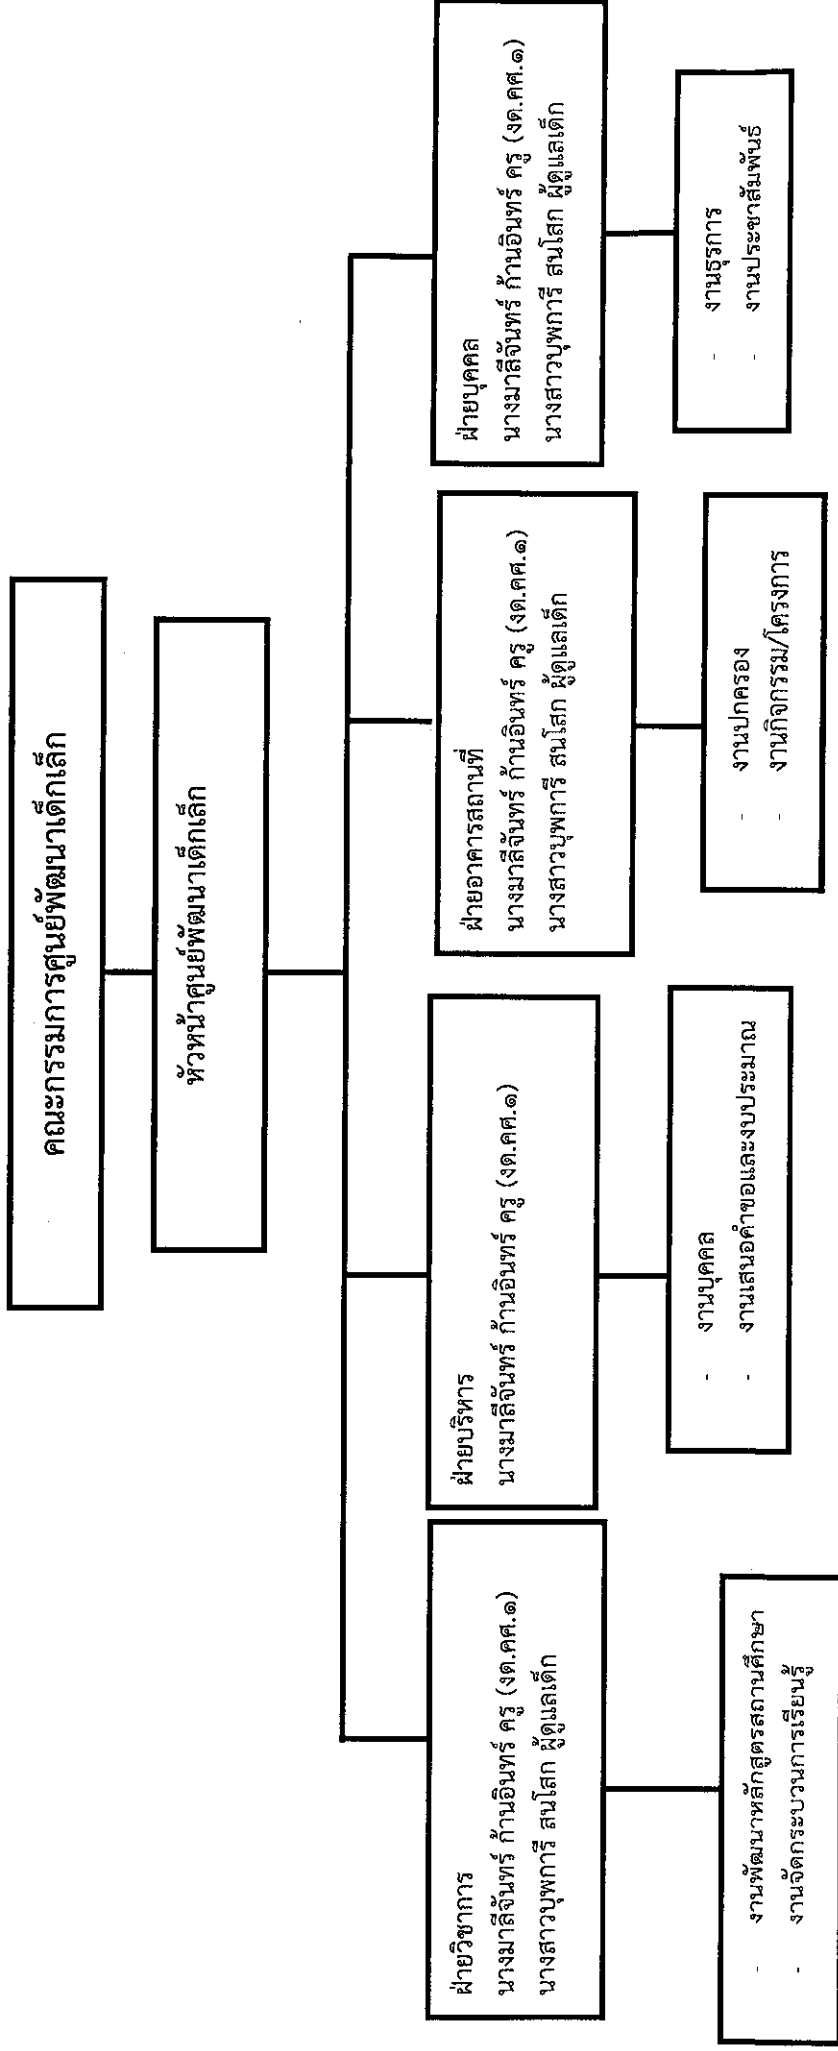 คณะกรรมการศูนย์พัฒนาเด็กเล็ก
หัวหน้าศูนย์พัฒนาเด็กเล็ก
ฝ่ายวิชาการ
นางมาลีจันทร์ ก้านอินทร์ ครู (งด.คศ.๑)
นางสาวบุพการี สนโสก ผู้ดูแลเด็ก
ฝ่ายบริหาร
นางมาลีจันทร์ ก้านอินทร์ ครู (งด.คศ.๑)
ฝ่ายอาคารสถานที่
นางมาลีจันทร์ ก้านอินทร์ ครู (งด.คศ.๑)
นางสาวบุพการี สนโสก ผู้ดูแลเด็ก
ฝ่ายบุคคล
นางมาลีจันทร์ ก้านอินทร์ ครู (งด.คศ.๑)
นางสาวบุพการี สนโสก ผู้ดูแลเด็ก
- งานพัฒนาหลักสูตรสถานศึกษา
- งานจัดกระบวนการเรียนรู้
- งานบุคคล
- งานเสนอคำขอและงบประมาณ
- งานปกครอง
- งานกิจกรรม/โครงการ
- งานธุรการ
- งานประชาสัมพันธ์